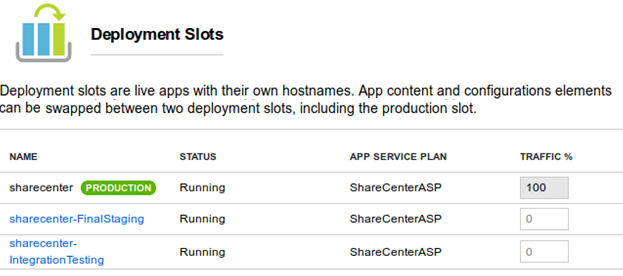 Deployment Slots
Deployment slots are live apps with their own hostnames. App content and configurations elements
can be swapped between two deployment slots, including the production slot.
NAME STATUS APP SERVICE PLAN TRAFFIC %
sharecenter PRODUCTION Running ShareCenterASP 100
sharecenter-FinalStaging Running ShareCenterASP 0
sharecenter-
IntegrationTesting Running ShareCenterASP 0